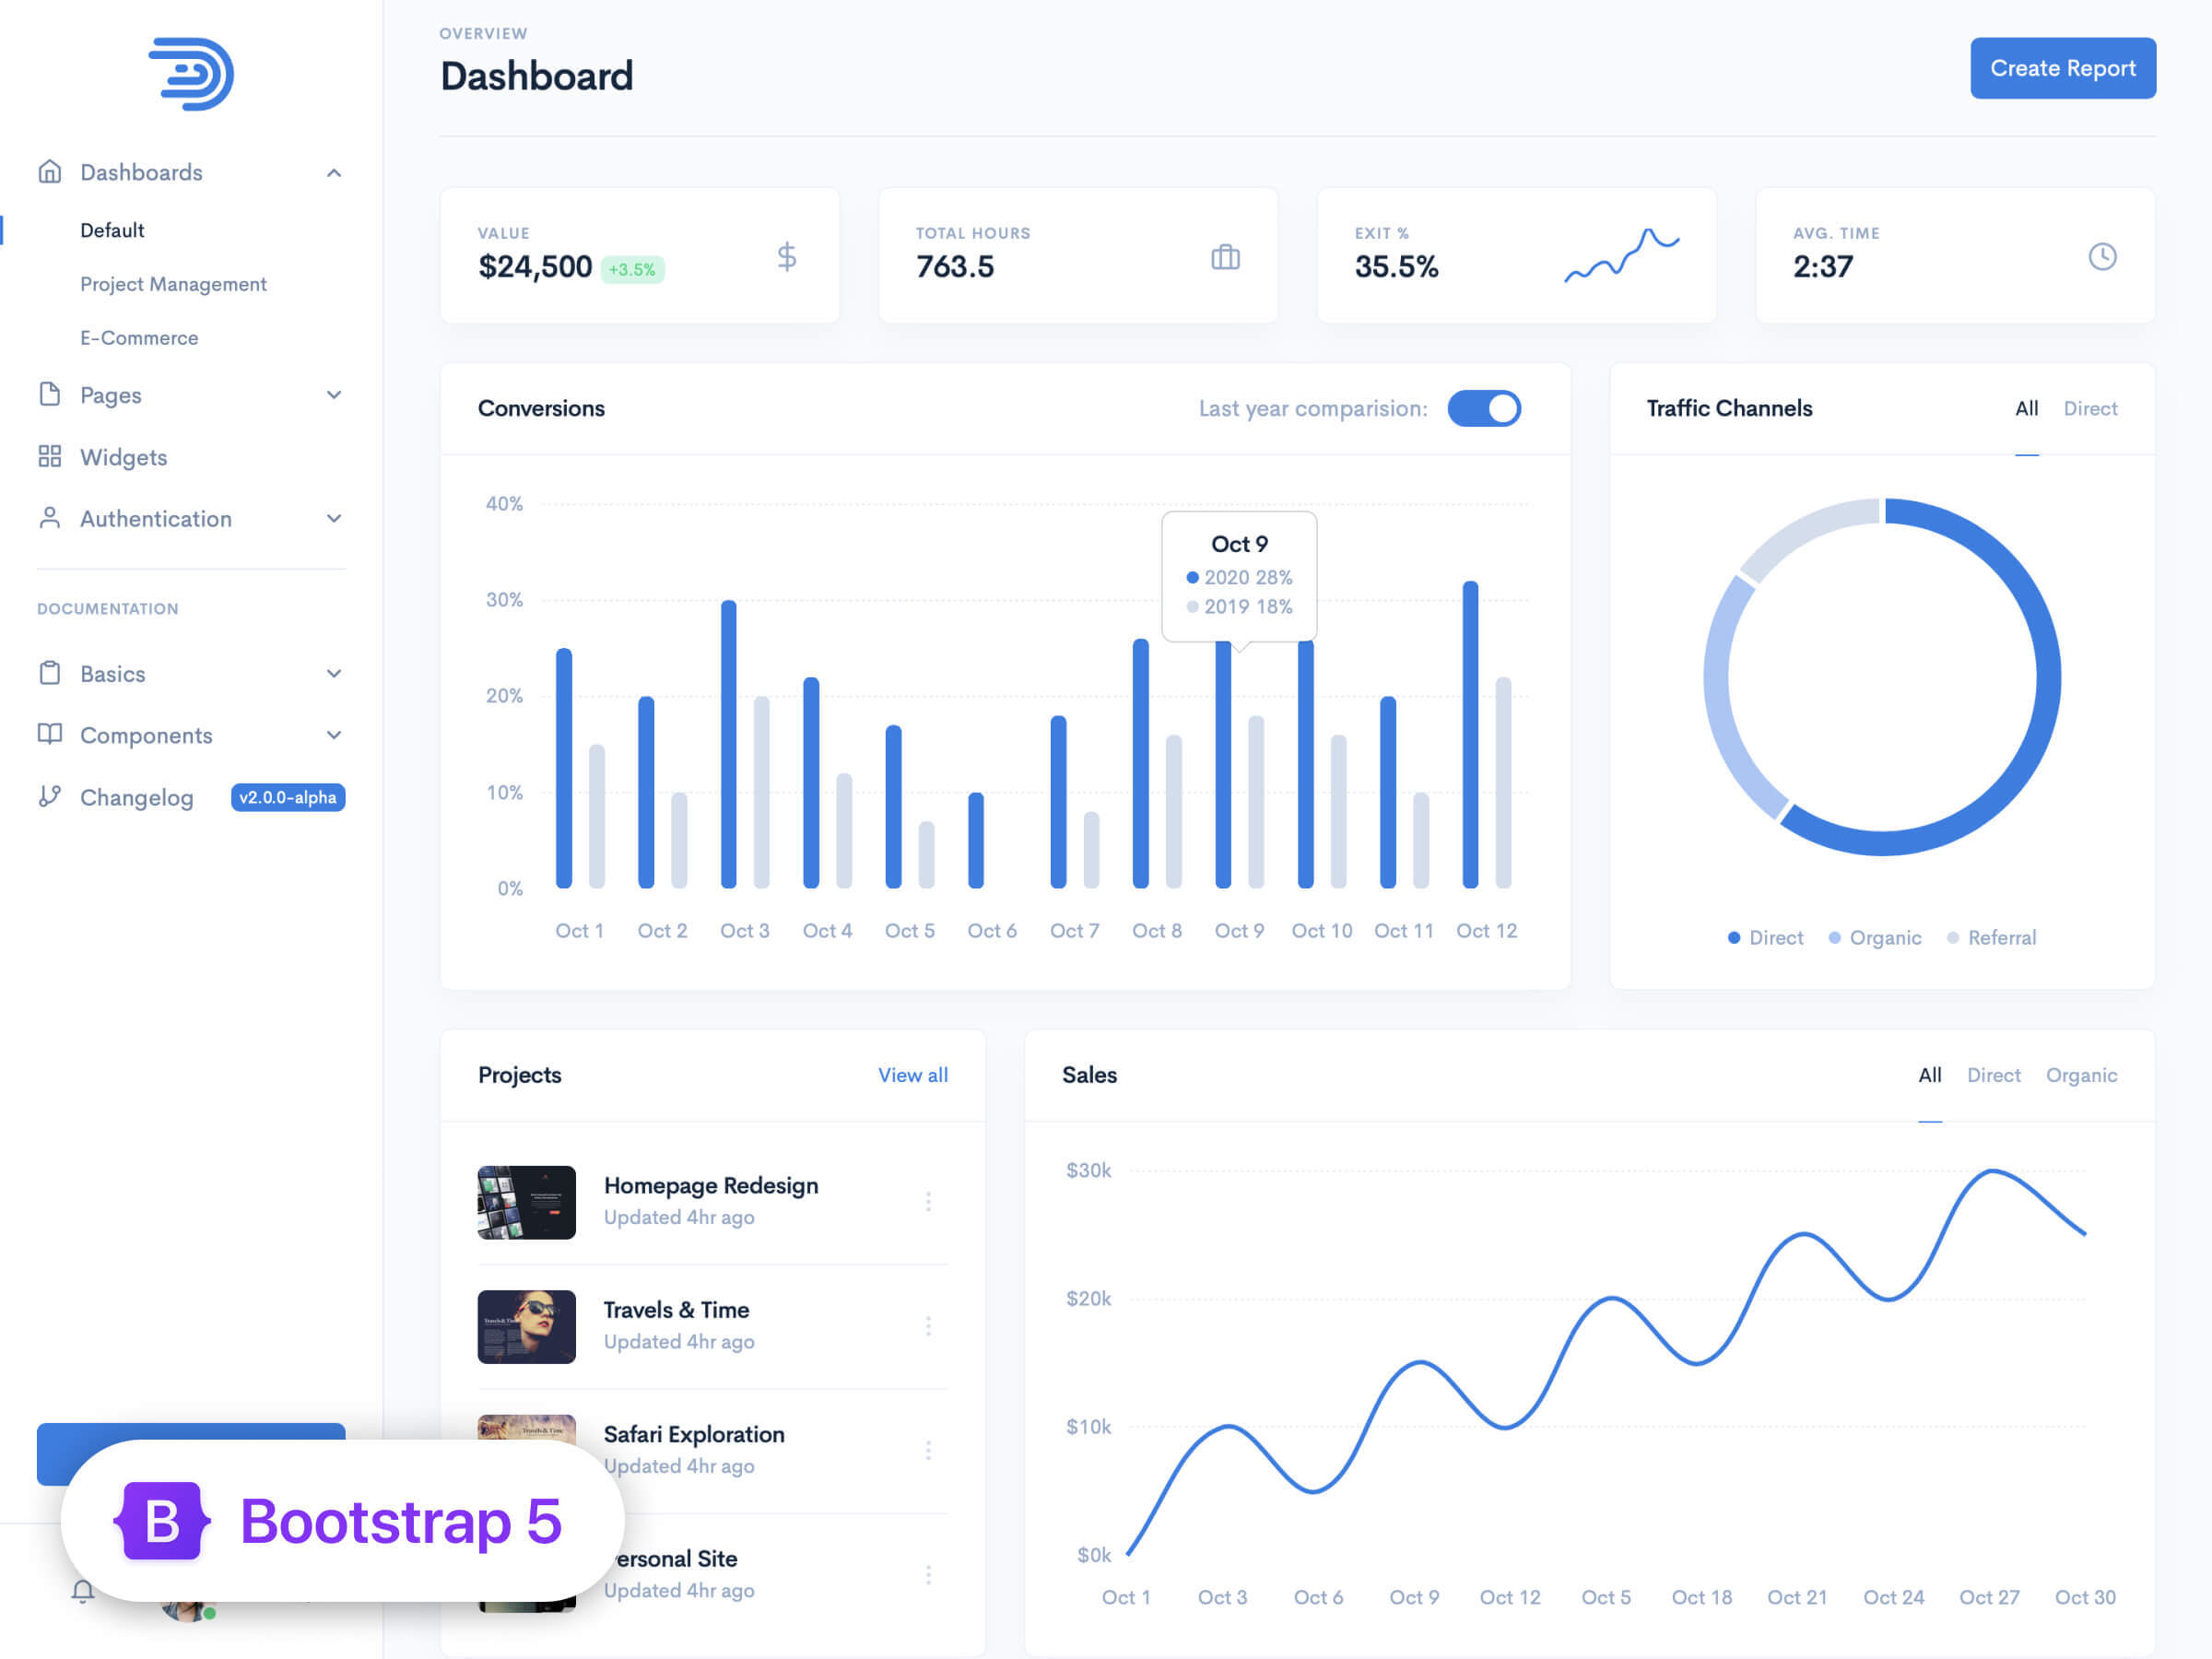 OVERVIEW
Dashboard
Create Report
Dashboards
Default
Project Management
E-Commerce
Pages
Widgets
Authentication
DOCUMENTATION
Basics
Components
Changelog v2.0.0-alpha
VALUE
$24,500 +3.5%
TOTAL HOURS
763.5
EXIT %
35.5%
AVG. TIME
2:37
Conversions
Last year comparision:
40%
30%
20%
10%
0%
Oct 9
2020 28%
2019 18%
Oct 1 Oct 2 Oct 3 Oct 4 Oct 5 Oct 6 Oct 7 Oct 8 Oct 9 Oct 10 Oct 11 Oct 12
Traffic Channels
All Direct
Direct Organic Referral
Projects
View all
Homepage Redesign
Updated 4hr ago
Travels & Time
Updated 4hr ago
Safari Exploration
Updated 4hr ago
Personal Site
Updated 4hr ago
Sales
All Direct Organic
$30k
$20k
$10k
$0k
Oct 1 Oct 3 Oct 6 Oct 9 Oct 12 Oct 5 Oct 18 Oct 21 Oct 24 Oct 27 Oct 30
B Bootstrap 5